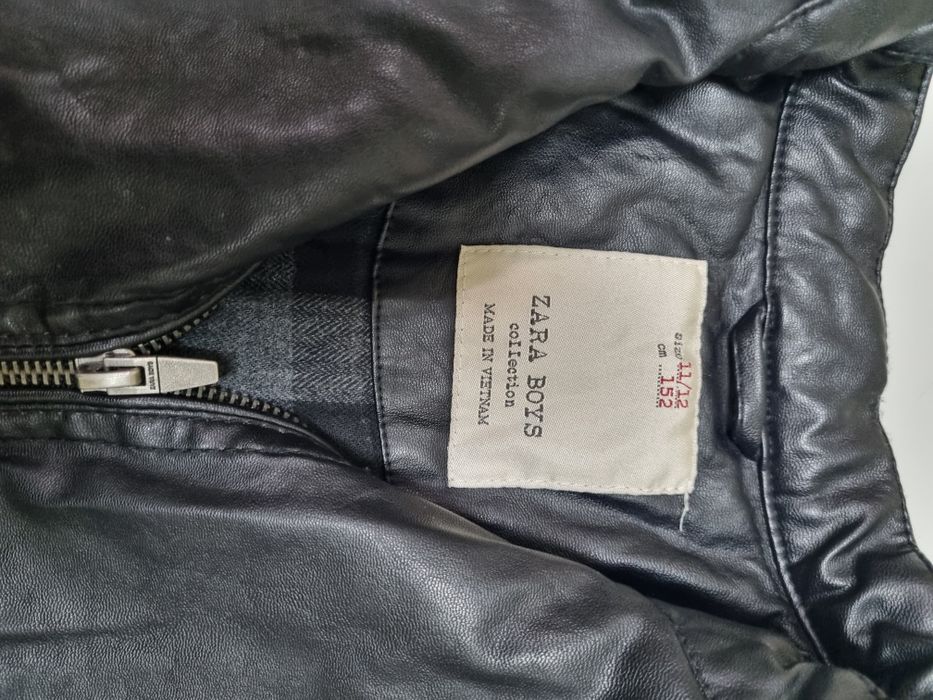 Size 11/12
cm 152
ZARA BOYS
collection
MADE IN VIETNAM